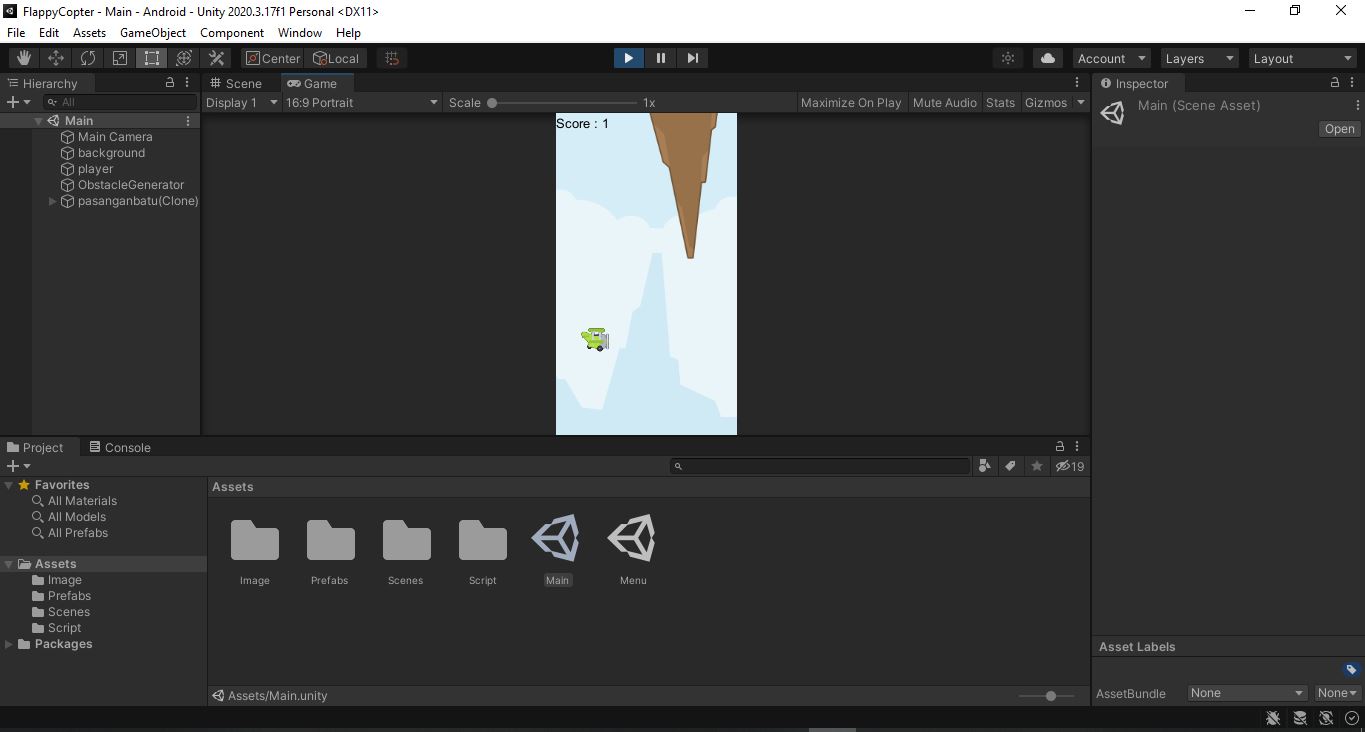 FlappyCopter - Main - Android - Unity 2020.3.17f1 Personal <DX11>
File Edit Assets GameObject Component Window Help
Center Local Account Layers Layout
Hierarchy Scene Game Inspector
All Display 1 16:9 Portrait Scale 1x Maximize On Play Mute Audio Stats Gizmos Main (Scene Asset)
Open
Main
Main Camera
background
player
ObstacleGenerator
pasanganbatu(Clone)
Score : 1
Project Console
19
Favorites
All Materials
All Models
All Prefabs
Assets
Image
Prefabs
Scenes
Script
Packages
Assets
Image Prefabs Scenes Script Main Menu
Assets/Main.unity
Asset Labels
AssetBundle None None